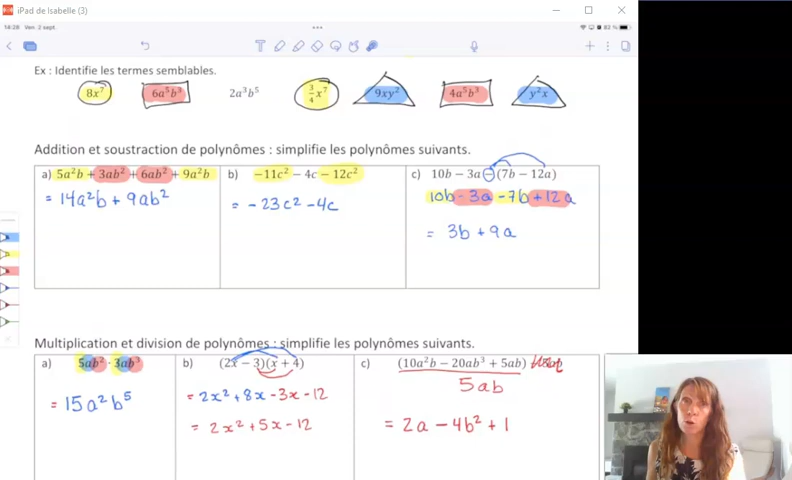 iPad de Isabelle (3)
14:28 Ven. 2 sept.
82 %
Ex : Identifie les termes semblables.
8x⁷ 6a⁵b³ 2a³b⁵ 3/4 x⁷ 9xy² 4a⁵b³ y²x
Addition et soustraction de polynômes : simplifie les polynômes suivants.
a) 5a²b + 3ab² + 6ab² + 9a²b
= 14a²b + 9ab²
b) −11c² − 4c − 12c²
= −23c² − 4c
c) 10b − 3a − (7b − 12a)
10b − 3a − 7b + 12a
= 3b + 9a
Multiplication et division de polynômes : simplifie les polynômes suivants.
a) 5ab² · 3ab³
= 15a²b⁵
b) (2x − 3)(x + 4)
= 2x² + 8x − 3x − 12
= 2x² + 5x − 12
c) (10a²b − 20ab³ + 5ab)
5ab
= 2a − 4b² + 1